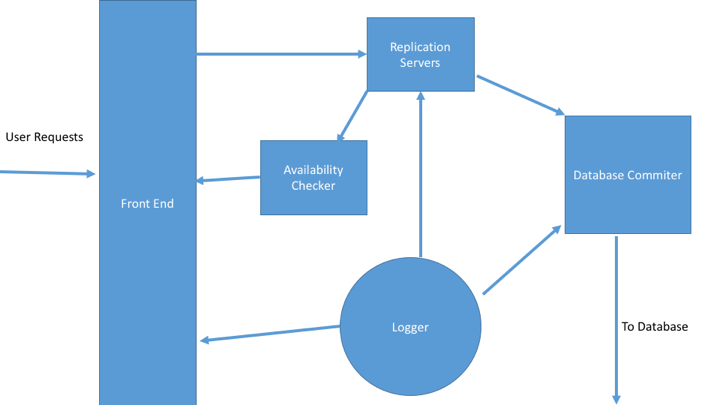 Replication
Servers
User Requests
Availability
Checker
Database Commiter
Front End
Logger
To Database